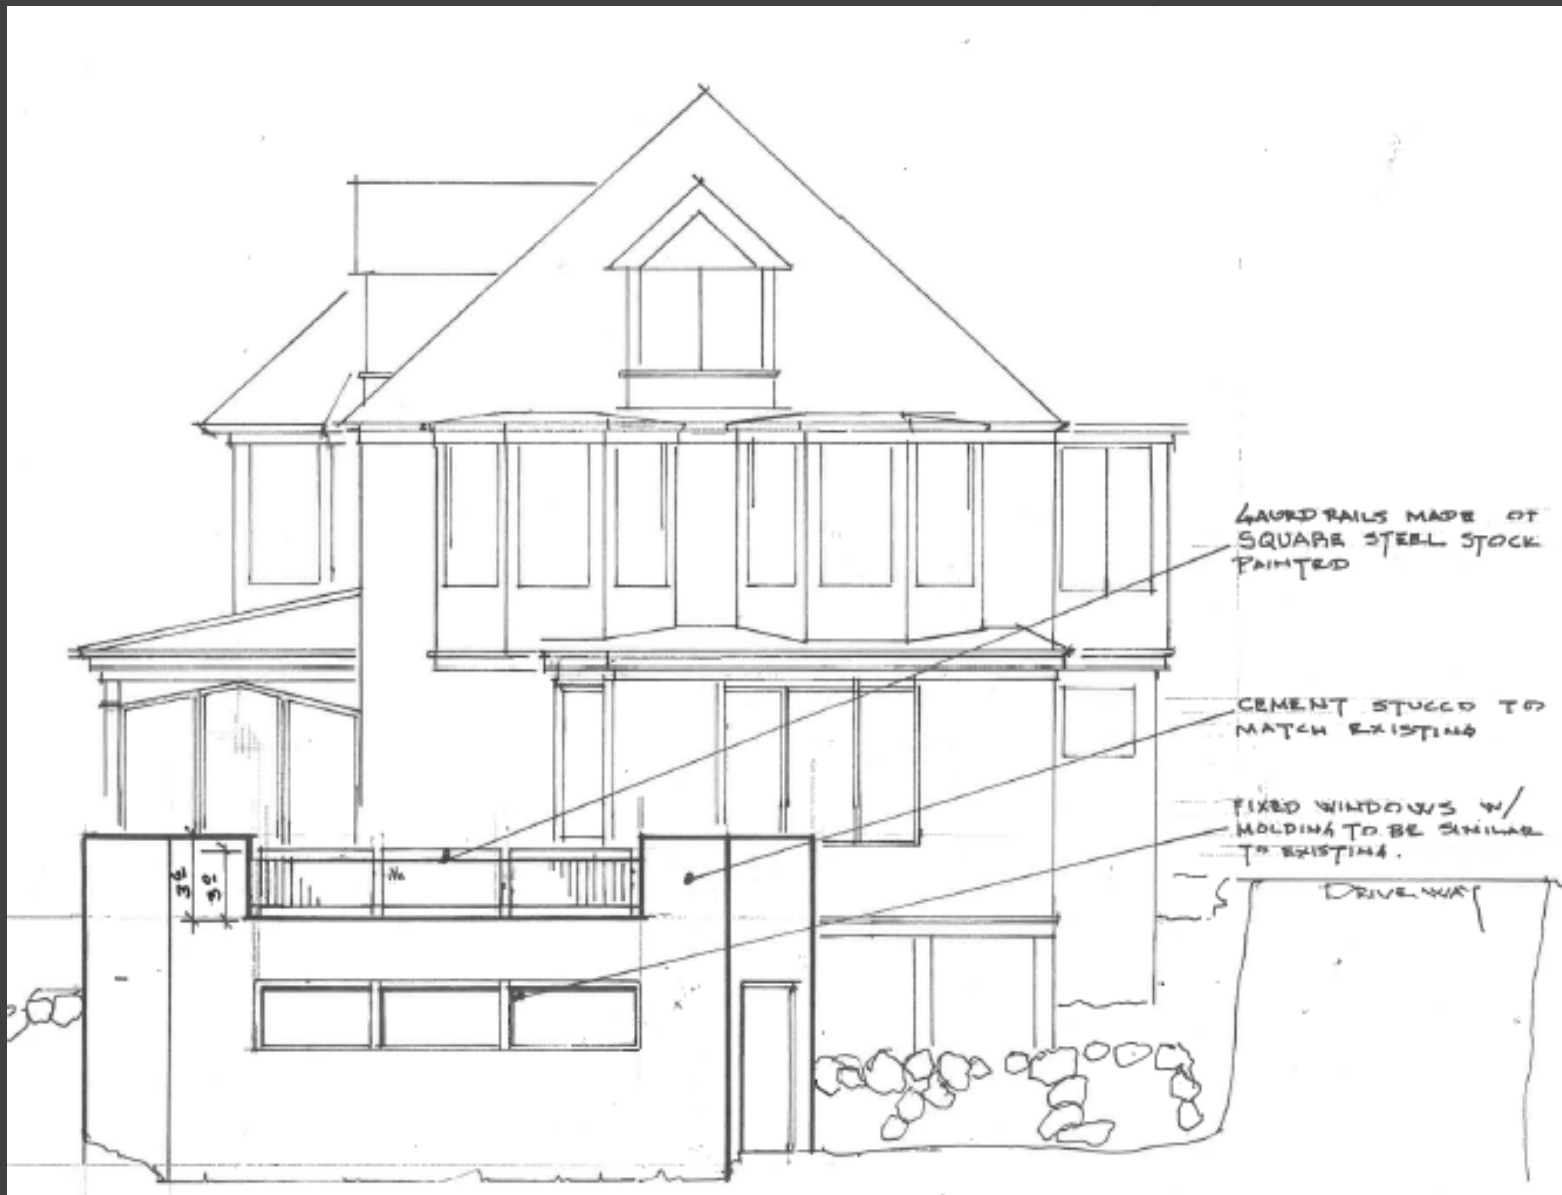 GAURD RAILS MADE OF
SQUARE STEEL STOCK
PAINTED
CEMENT STUCCO TO
MATCH EXISTING
FIXED WINDOWS W/
MOLDING TO BE SIMILAR
TO EXISTING.
DRIVEWAY